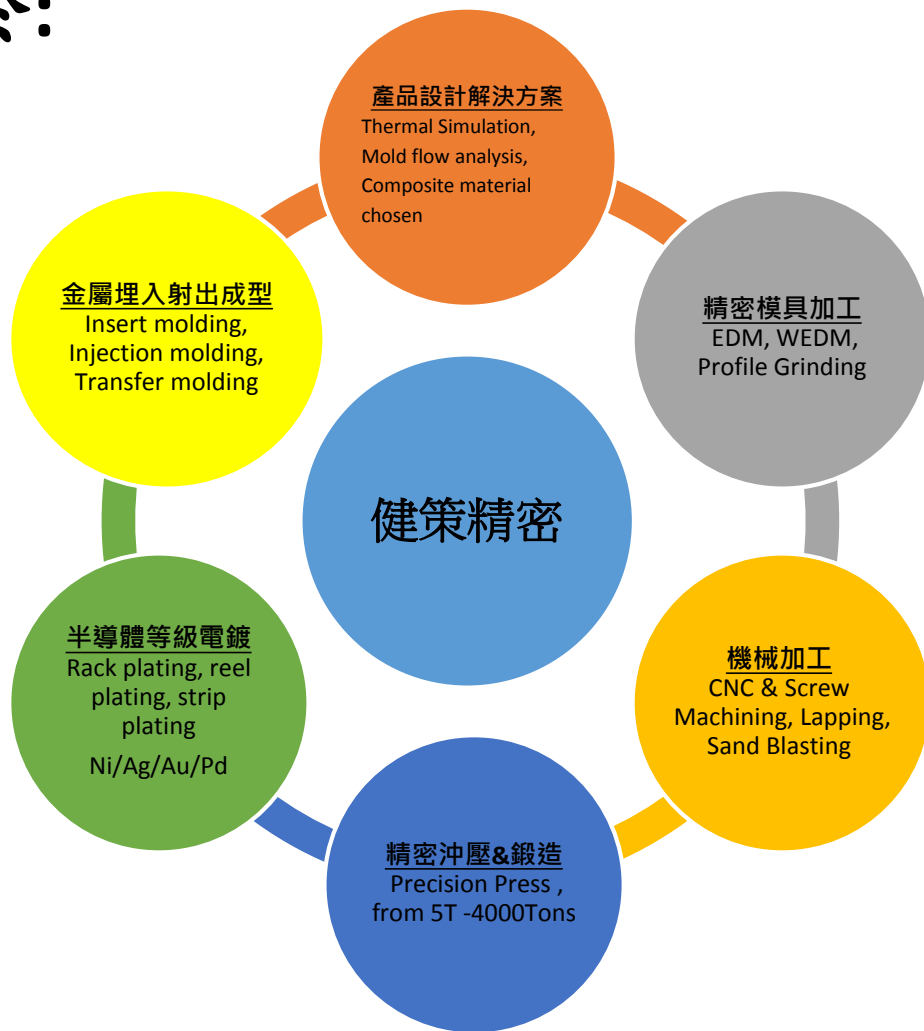 產品設計解決方案
Thermal Simulation,
Mold flow analysis,
Composite material
chosen
精密模具加工
EDM, WEDM,
Profile Grinding
機械加工
CNC & Screw
Machining, Lapping,
Sand Blasting
精密沖壓&鍛造
Precision Press ,
from 5T -4000Tons
半導體等級電鍍
Rack plating, reel
plating, strip
plating
Ni/Ag/Au/Pd
金屬埋入射出成型
Insert molding,
Injection molding,
Transfer molding
健策精密